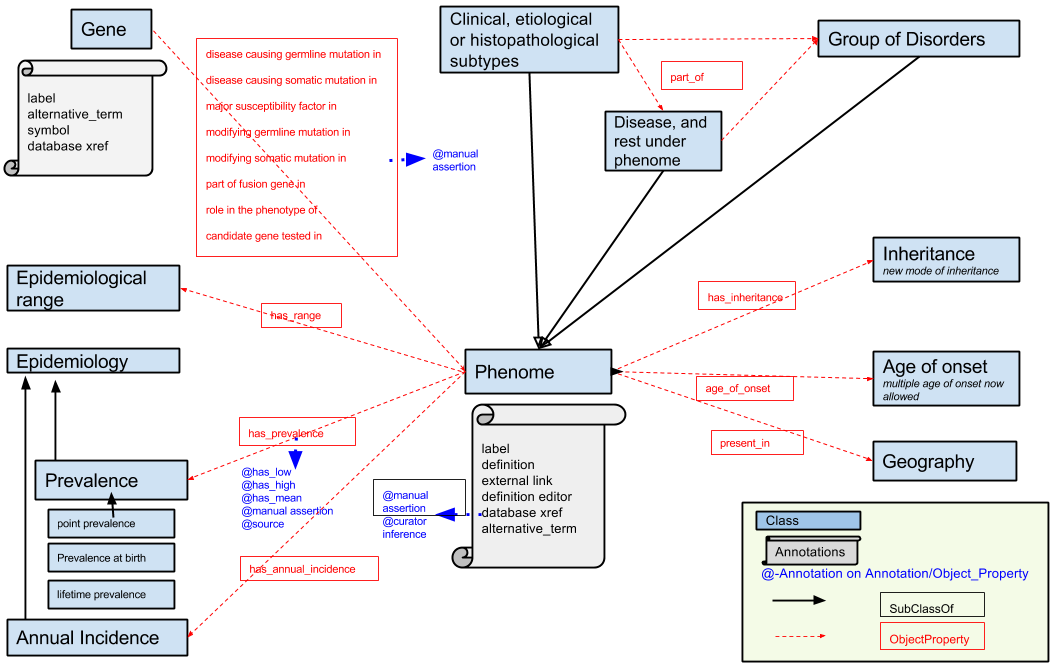 Gene
label
alternative_term
symbol
database xref
disease causing germline mutation in
disease causing somatic mutation in
major susceptibility factor in
modifying germline mutation in
modifying somatic mutation in
part of fusion gene in
role in the phenotype of
candidate gene tested in
@manual
assertion
Clinical, etiological
or histopathological
subtypes
part_of
Group of Disorders
Disease, and
rest under
phenome
Epidemiological
range
has_range
Epidemiology
Phenome
label
definition
external link
definition editor
database xref
alternative_term
@manual
assertion
@curator
inference
has_inheritance
Inheritance
new mode of inheritance
age_of_onset
Age of onset
multiple age of onset now
allowed
present_in
Geography
has_prevalence
@has_low
@has_high
@has_mean
@manual assertion
@source
Prevalence
point prevalence
Prevalence at birth
lifetime prevalence
has_annual_incidence
Annual Incidence
Class
Annotations
@-Annotation on Annotation/Object_Property
SubClassOf
ObjectProperty